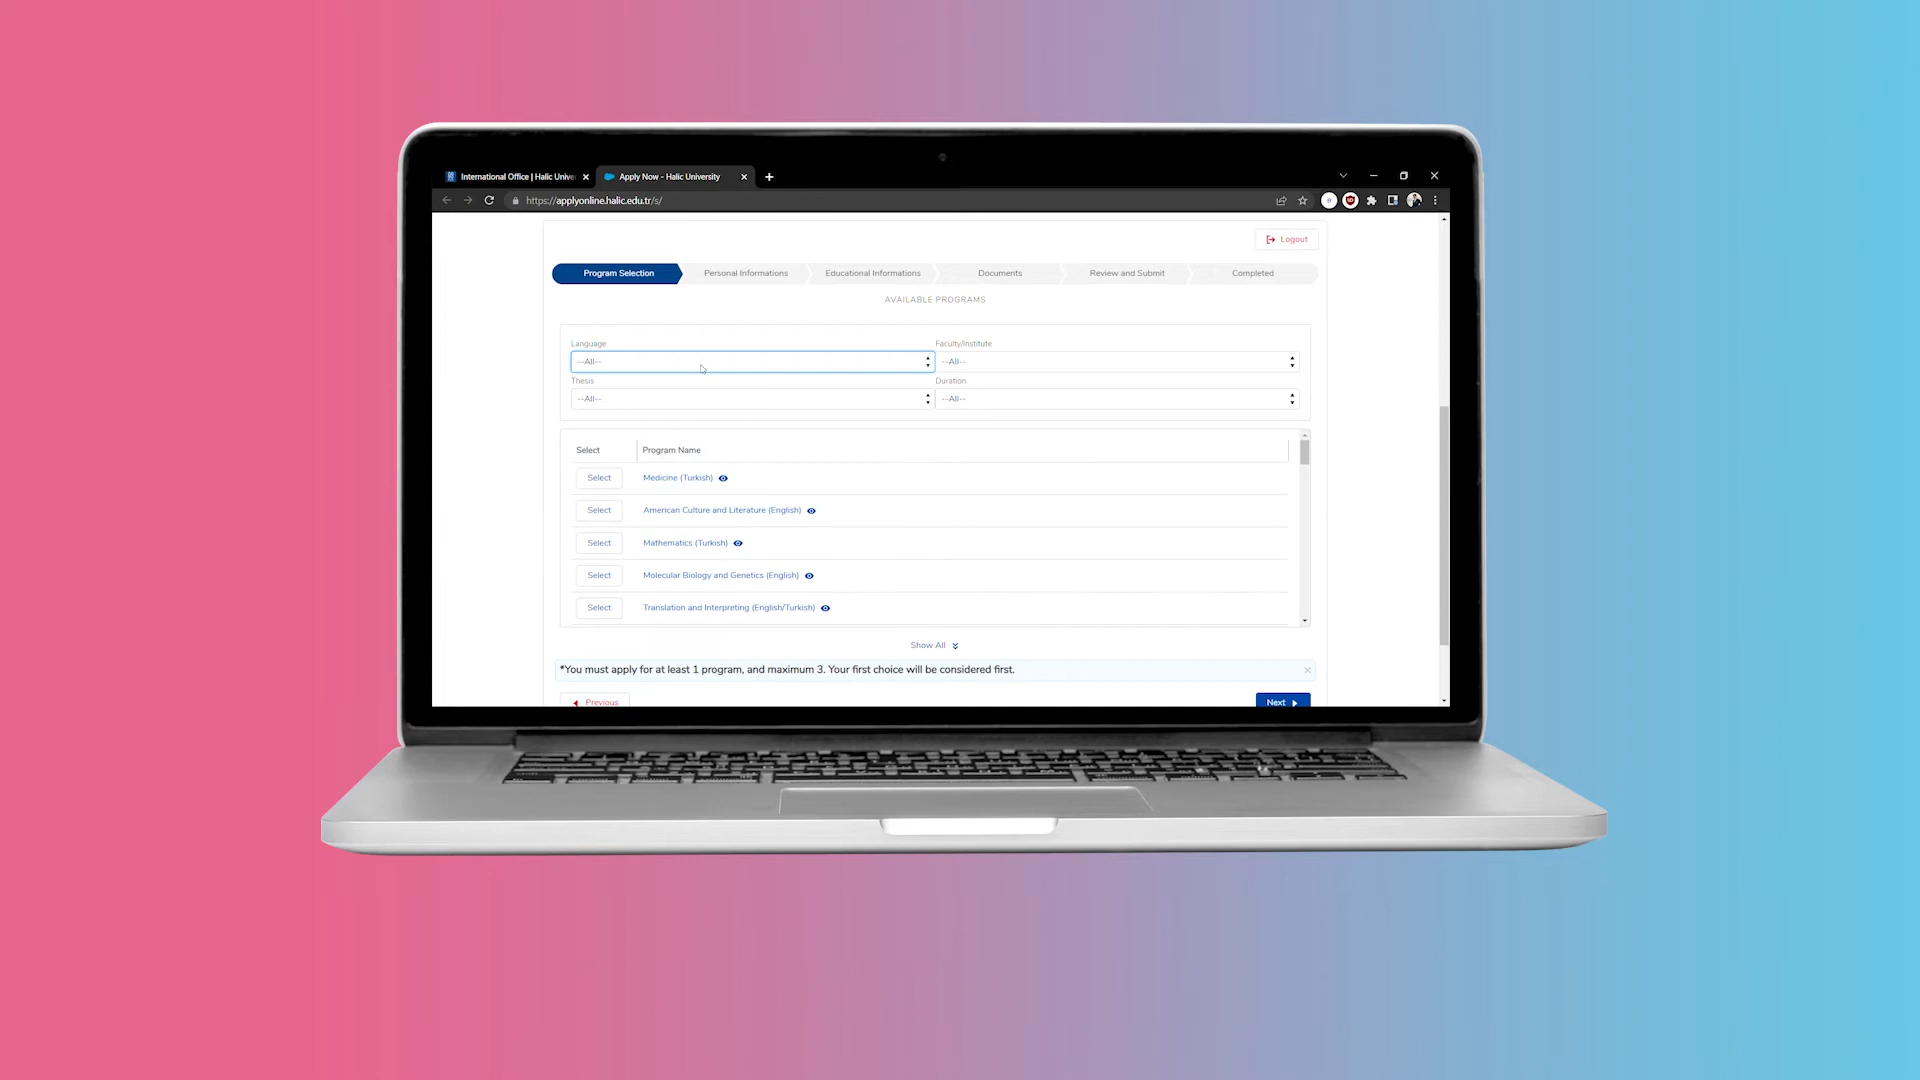 International Office | Halic Univer
Apply Now - Halic University
https://applyonline.halic.edu.tr/s/
Logout
Program Selection
Personal Informations
Educational Informations
Documents
Review and Submit
Completed
AVAILABLE PROGRAMS
Language
Faculty/Institute
--All--
--All--
Thesis
Duration
--All--
--All--
Select
Program Name
Select
Medicine (Turkish)
Select
American Culture and Literature (English)
Select
Mathematics (Turkish)
Select
Molecular Biology and Genetics (English)
Select
Translation and Interpreting (English/Turkish)
Show All
*You must apply for at least 1 program, and maximum 3. Your first choice will be considered first.
Previous
Next